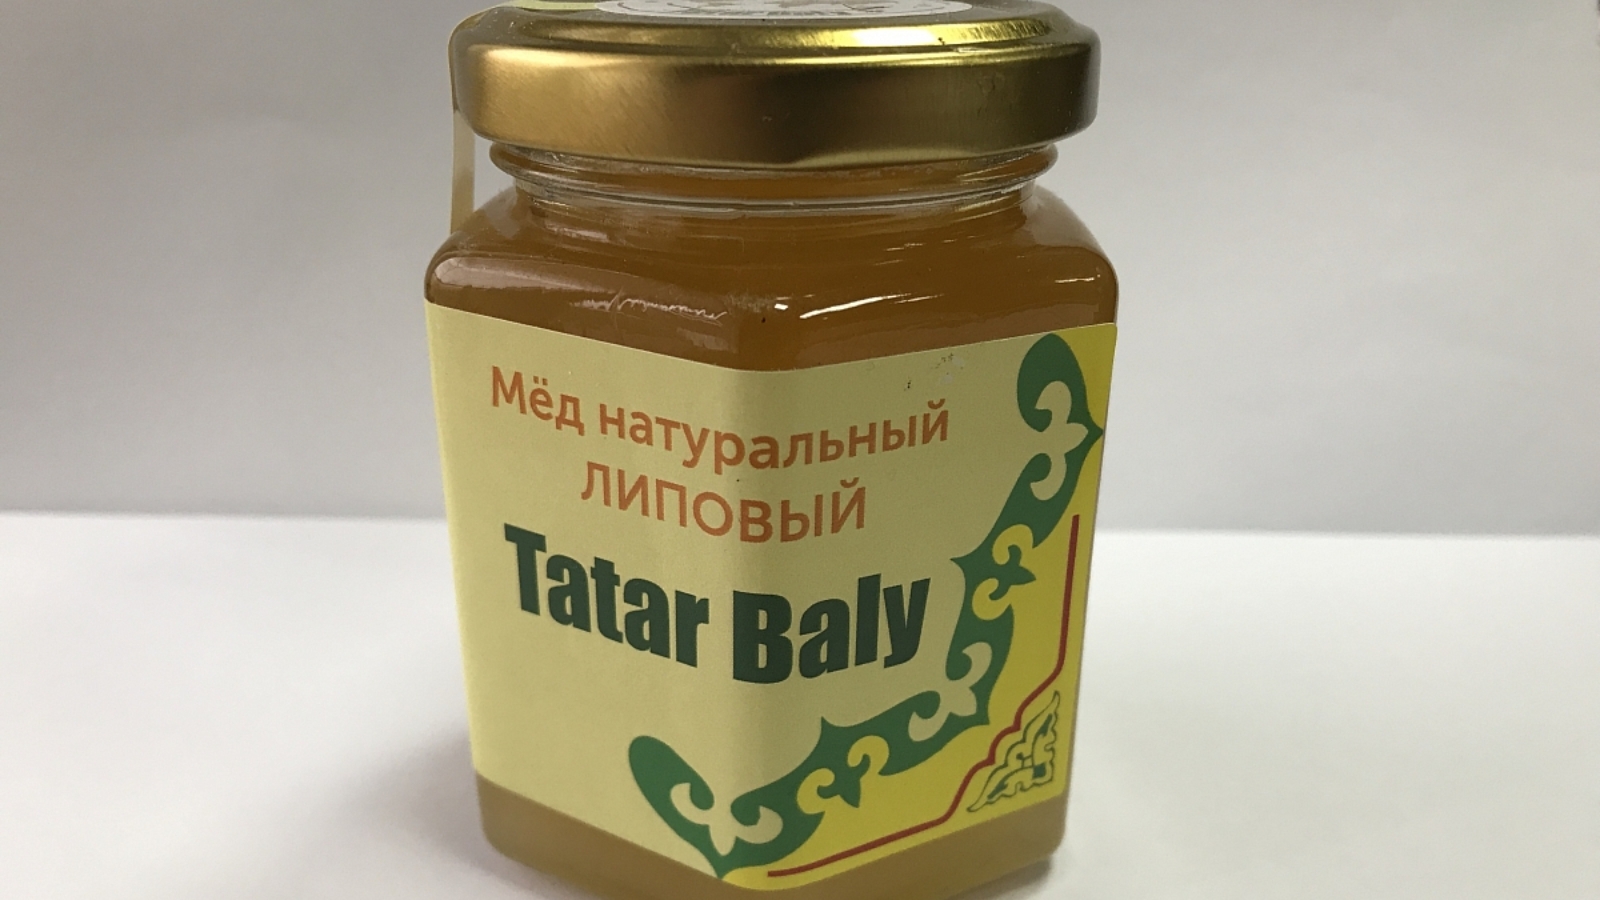 Мёд натуральный
ЛИПОВЫЙ
Tatar Baly